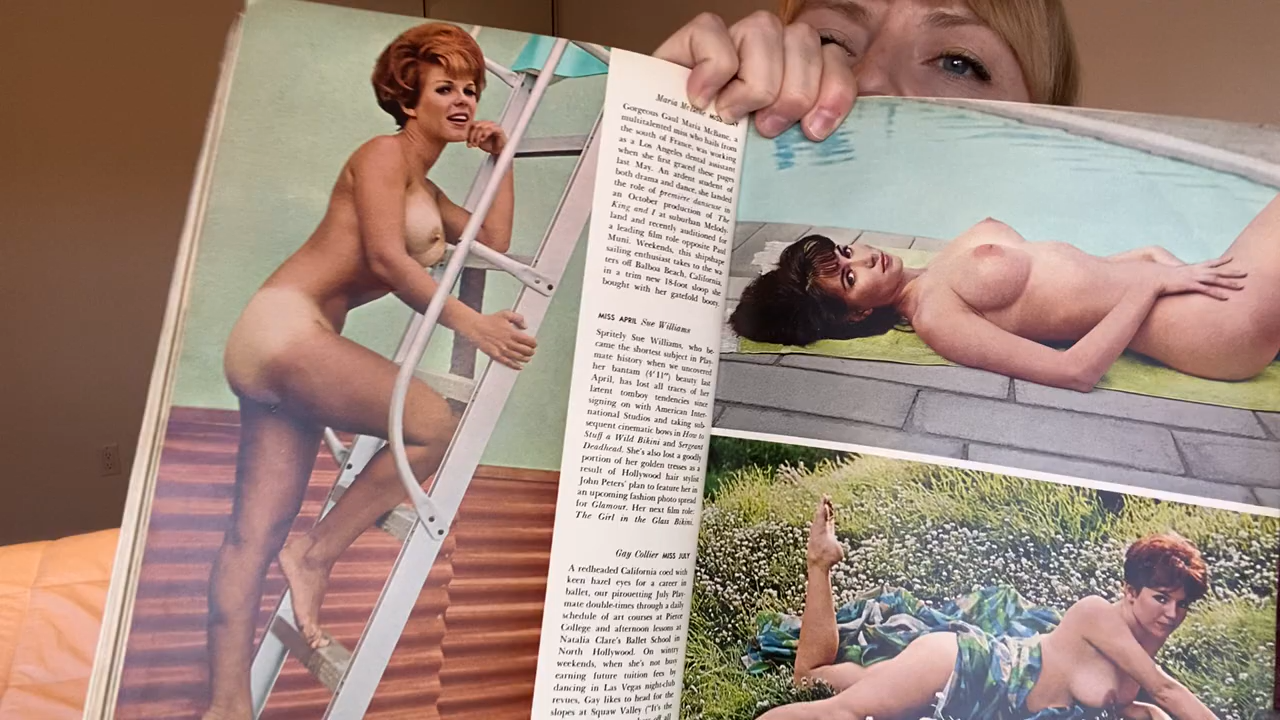 Maria McBane MISS MAY
Gorgeous Gaul Maria McBane, a
multitalented miss who hails from
the south of France, was working
as a Los Angeles dental assistant
when she first graced these pages
last May. An ardent student of
both drama and dance, she landed
the role of première danseuse in
an October production of The
King and I at suburban Melody-
land and recently auditioned for
a leading film role opposite Paul
Muni. Weekends, this shipshape
sailing enthusiast takes to the wa-
ters off Balboa Beach, California,
in a trim new 18-foot sloop she
bought with her gatefold booty.
MISS APRIL Sue Williams
Spritely Sue Williams, who be-
came the shortest subject in Play-
mate history when we uncovered
her bantam (4'11") beauty last
April, has lost all traces of her
latent tomboy tendencies since
signing on with American Inter-
national Studios and taking sub-
sequent cinematic bows in How to
Stuff a Wild Bikini and Sergeant
Deadhead. She's also lost a goodly
portion of her golden tresses as a
result of Hollywood hair stylist
John Peters' plan to feature her in
an upcoming fashion photo spread
for Glamour. Her next film role:
The Girl in the Glass Bikini.
Gay Collier MISS JULY
A redheaded California coed with
keen hazel eyes for a career in
ballet, our pirouetting July Play-
mate double-times through a daily
schedule of art courses at Pierce
College and afternoon lessons at
Natalia Clare's Ballet School in
North Hollywood. On wintry
weekends, when she's not busy
earning future tuition fees by
dancing in Las Vegas night-club
revues, Gay likes to head for the
slopes at Squaw Valley ("It's the